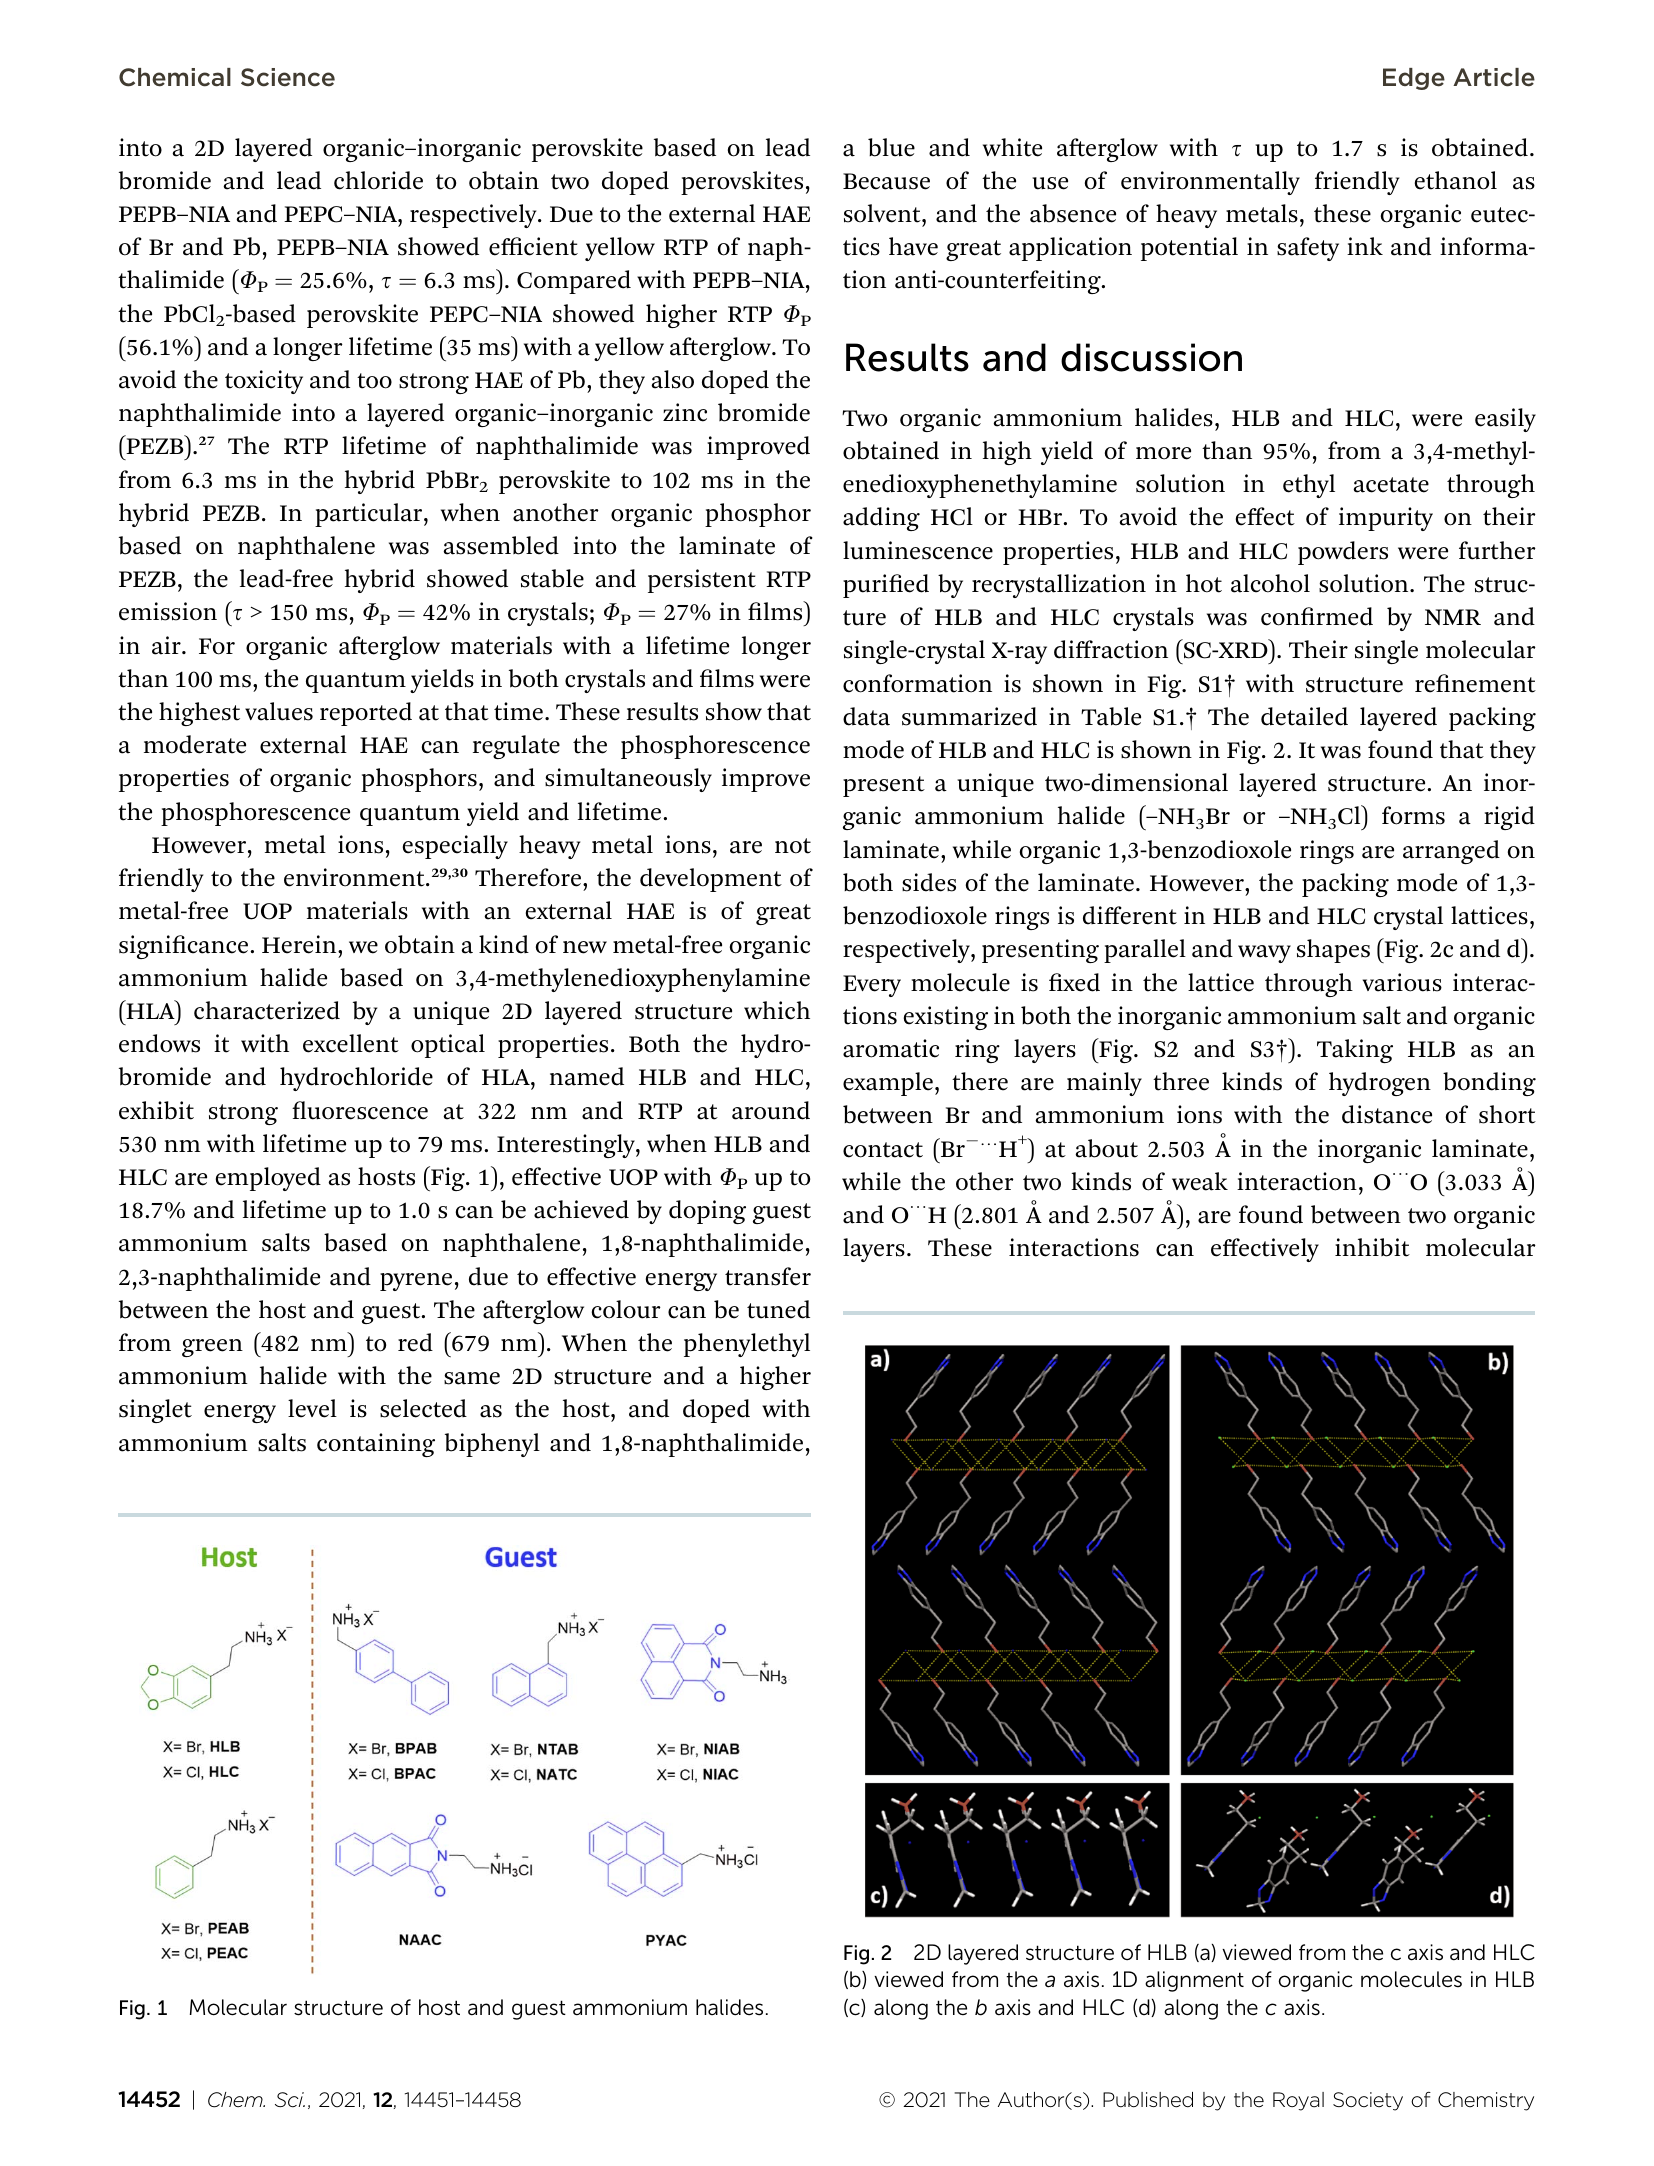 Chemical Science
Edge Article
into a 2D layered organic–inorganic perovskite based on lead
bromide and lead chloride to obtain two doped perovskites,
PEPB–NIA and PEPC–NIA, respectively. Due to the external HAE
of Br and Pb, PEPB–NIA showed efficient yellow RTP of naph-
thalimide (ΦP = 25.6%, τ = 6.3 ms). Compared with PEPB–NIA,
the PbCl2-based perovskite PEPC–NIA showed higher RTP ΦP
(56.1%) and a longer lifetime (35 ms) with a yellow afterglow. To
avoid the toxicity and too strong HAE of Pb, they also doped the
naphthalimide into a layered organic–inorganic zinc bromide
(PEZB).27 The RTP lifetime of naphthalimide was improved
from 6.3 ms in the hybrid PbBr2 perovskite to 102 ms in the
hybrid PEZB. In particular, when another organic phosphor
based on naphthalene was assembled into the laminate of
PEZB, the lead-free hybrid showed stable and persistent RTP
emission (τ > 150 ms, ΦP = 42% in crystals; ΦP = 27% in films)
in air. For organic afterglow materials with a lifetime longer
than 100 ms, the quantum yields in both crystals and films were
the highest values reported at that time. These results show that
a moderate external HAE can regulate the phosphorescence
properties of organic phosphors, and simultaneously improve
the phosphorescence quantum yield and lifetime.
However, metal ions, especially heavy metal ions, are not
friendly to the environment.29,30 Therefore, the development of
metal-free UOP materials with an external HAE is of great
significance. Herein, we obtain a kind of new metal-free organic
ammonium halide based on 3,4-methylenedioxyphenylamine
(HLA) characterized by a unique 2D layered structure which
endows it with excellent optical properties. Both the hydro-
bromide and hydrochloride of HLA, named HLB and HLC,
exhibit strong fluorescence at 322 nm and RTP at around
530 nm with lifetime up to 79 ms. Interestingly, when HLB and
HLC are employed as hosts (Fig. 1), effective UOP with ΦP up to
18.7% and lifetime up to 1.0 s can be achieved by doping guest
ammonium salts based on naphthalene, 1,8-naphthalimide,
2,3-naphthalimide and pyrene, due to effective energy transfer
between the host and guest. The afterglow colour can be tuned
from green (482 nm) to red (679 nm). When the phenylethyl
ammonium halide with the same 2D structure and a higher
singlet energy level is selected as the host, and doped with
ammonium salts containing biphenyl and 1,8-naphthalimide,
Host
Guest
NH3 X
+ −
O
O
X= Br, HLB
X= Cl, HLC
NH3 X
+ −
X= Br, BPAB
X= Cl, BPAC
NH3 X
+ −
X= Br, NTAB
X= Cl, NATC
O
N
O
NH3
+
X= Br, NIAB
X= Cl, NIAC
NH3 X
+ −
X= Br, PEAB
X= Cl, PEAC
O
N
O
NH3Cl
+ −
NAAC
NH3Cl
+ −
PYAC
Fig. 1 Molecular structure of host and guest ammonium halides.
a blue and white afterglow with τ up to 1.7 s is obtained.
Because of the use of environmentally friendly ethanol as
solvent, and the absence of heavy metals, these organic eutec-
tics have great application potential in safety ink and informa-
tion anti-counterfeiting.
Results and discussion
Two organic ammonium halides, HLB and HLC, were easily
obtained in high yield of more than 95%, from a 3,4-methyl-
enedioxyphenethylamine solution in ethyl acetate through
adding HCl or HBr. To avoid the effect of impurity on their
luminescence properties, HLB and HLC powders were further
purified by recrystallization in hot alcohol solution. The struc-
ture of HLB and HLC crystals was confirmed by NMR and
single-crystal X-ray diffraction (SC-XRD). Their single molecular
conformation is shown in Fig. S1† with structure refinement
data summarized in Table S1.† The detailed layered packing
mode of HLB and HLC is shown in Fig. 2. It was found that they
present a unique two-dimensional layered structure. An inor-
ganic ammonium halide (–NH3Br or –NH3Cl) forms a rigid
laminate, while organic 1,3-benzodioxole rings are arranged on
both sides of the laminate. However, the packing mode of 1,3-
benzodioxole rings is different in HLB and HLC crystal lattices,
respectively, presenting parallel and wavy shapes (Fig. 2c and d).
Every molecule is fixed in the lattice through various interac-
tions existing in both the inorganic ammonium salt and organic
aromatic ring layers (Fig. S2 and S3†). Taking HLB as an
example, there are mainly three kinds of hydrogen bonding
between Br and ammonium ions with the distance of short
contact (Br−⋯H+) at about 2.503 Å in the inorganic laminate,
while the other two kinds of weak interaction, O⋯O (3.033 Å)
and O⋯H (2.801 Å and 2.507 Å), are found between two organic
layers. These interactions can effectively inhibit molecular
a)
b)
c)
d)
Fig. 2 2D layered structure of HLB (a) viewed from the c axis and HLC
(b) viewed from the a axis. 1D alignment of organic molecules in HLB
(c) along the b axis and HLC (d) along the c axis.
14452 | Chem. Sci., 2021, 12, 14451–14458
© 2021 The Author(s). Published by the Royal Society of Chemistry